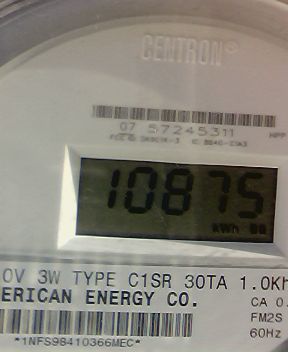 CENTRON®
07 57245311
10875
kWh
0V 3W TYPE C1SR 30TA 1.0Kh
ERICAN ENERGY CO.
CA 0.
FM2S
60Hz
*1NFS98410366MEC*